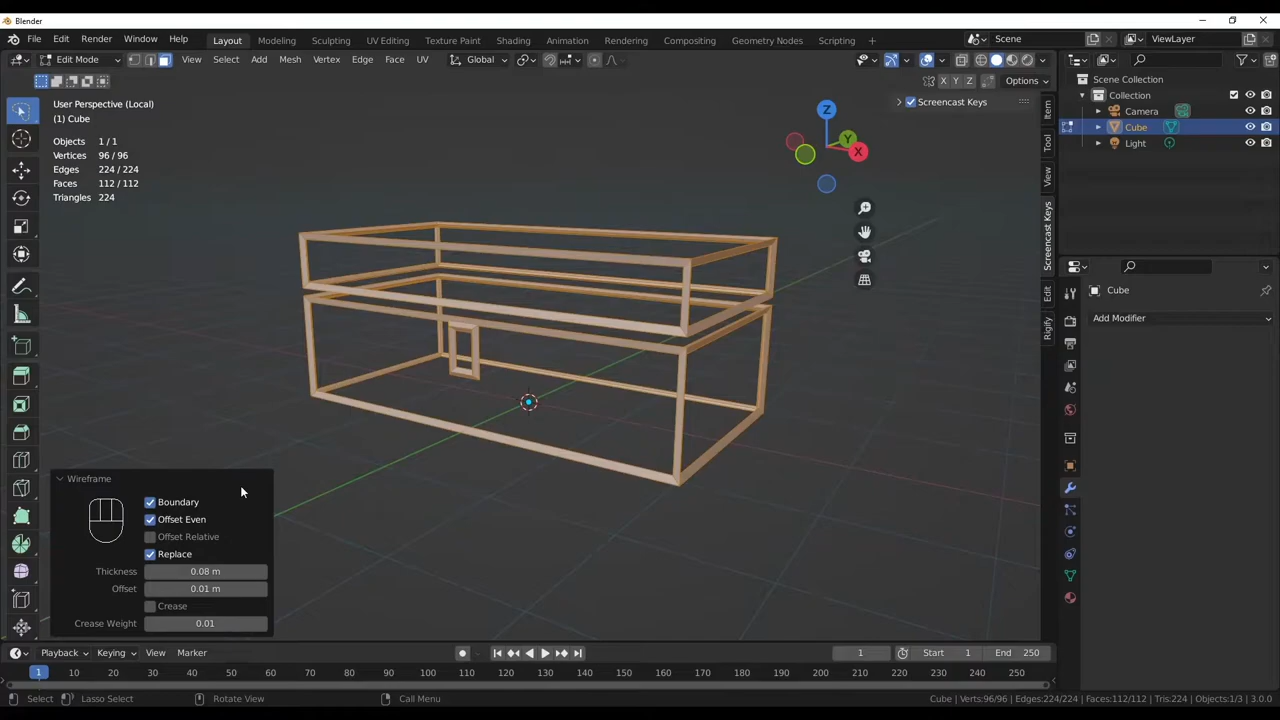 Blender
File Edit Render Window Help Layout Modeling Sculpting UV Editing Texture Paint Shading Animation Rendering Compositing Geometry Nodes Scripting + Scene ViewLayer
Edit Mode View Select Add Mesh Vertex Edge Face UV Global
X Y Z Options
Scene Collection
Collection
Camera
Cube
Light
User Perspective (Local)
(1) Cube
Objects 1 / 1
Vertices 96 / 96
Edges 224 / 224
Faces 112 / 112
Triangles 224
Screencast Keys
Z
Y
X
Item
Tool
View
Screencast Keys
Edit
Rigify
Cube
Add Modifier
Wireframe
Boundary
Offset Even
Offset Relative
Replace
Thickness 0.08 m
Offset 0.01 m
Crease
Crease Weight 0.01
Playback Keying View Marker 1 Start 1 End 250
1 10 20 30 40 50 60 70 80 90 100 110 120 130 140 150 160 170 180 190 200 210 220 230 240 250
Select Lasso Select Rotate View Call Menu Cube | Verts:96/96 | Edges:224/224 | Faces:112/112 | Tris:224 | Objects:1/3 | 3.0.0